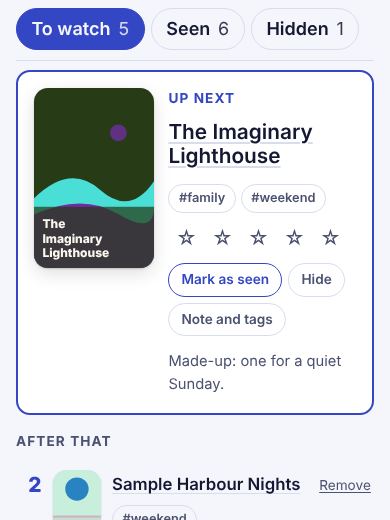 To watch 5
Seen 6
Hidden 1
UP NEXT
The Imaginary
Lighthouse
#family
#weekend
The
Imaginary
Lighthouse
☆ ☆ ☆ ☆ ☆
Mark as seen
Hide
Note and tags
Made-up: one for a quiet
Sunday.
AFTER THAT
2
Sample Harbour Nights
Remove
#weekend